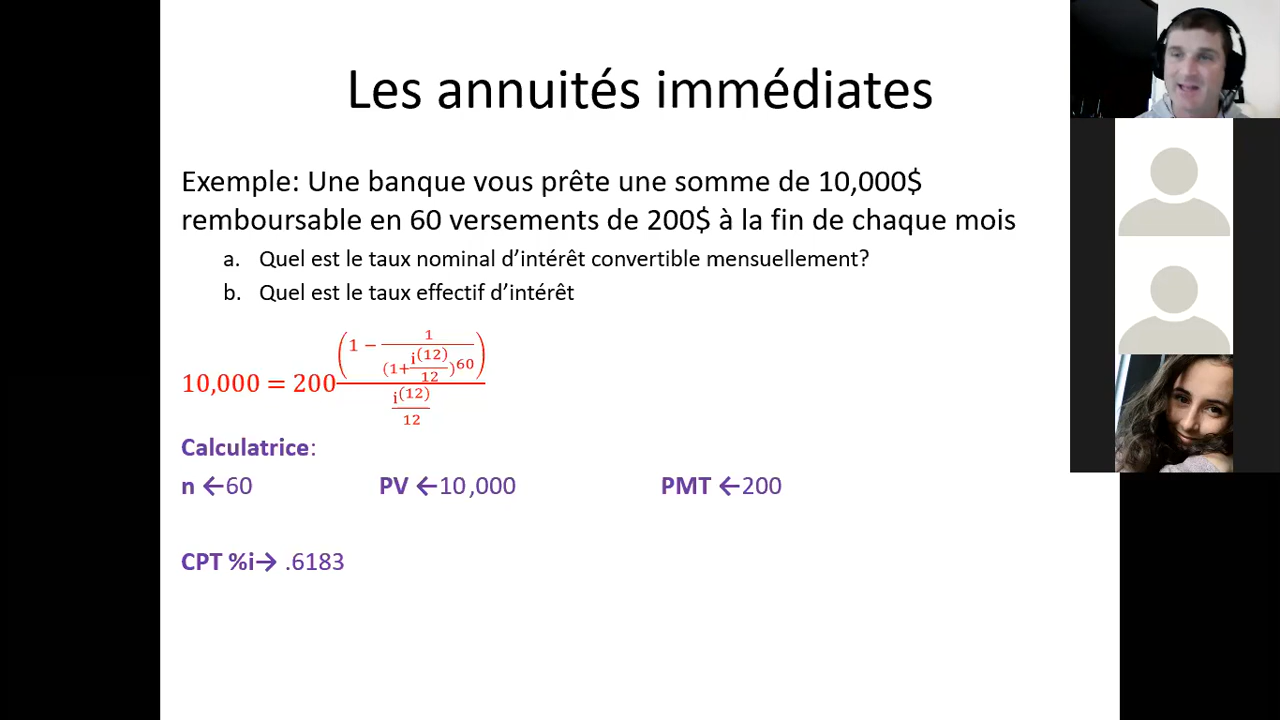 Les annuités immédiates
Exemple: Une banque vous prête une somme de 10,000$
remboursable en 60 versements de 200$ à la fin de chaque mois
a. Quel est le taux nominal d'intérêt convertible mensuellement?
b. Quel est le taux effectif d'intérêt
10,000 = 200 (1 − 1/(1+i^(12)/12)^60) / (i^(12)/12)
Calculatrice:
n ←60 PV ←10,000 PMT ←200
CPT %i→ .6183